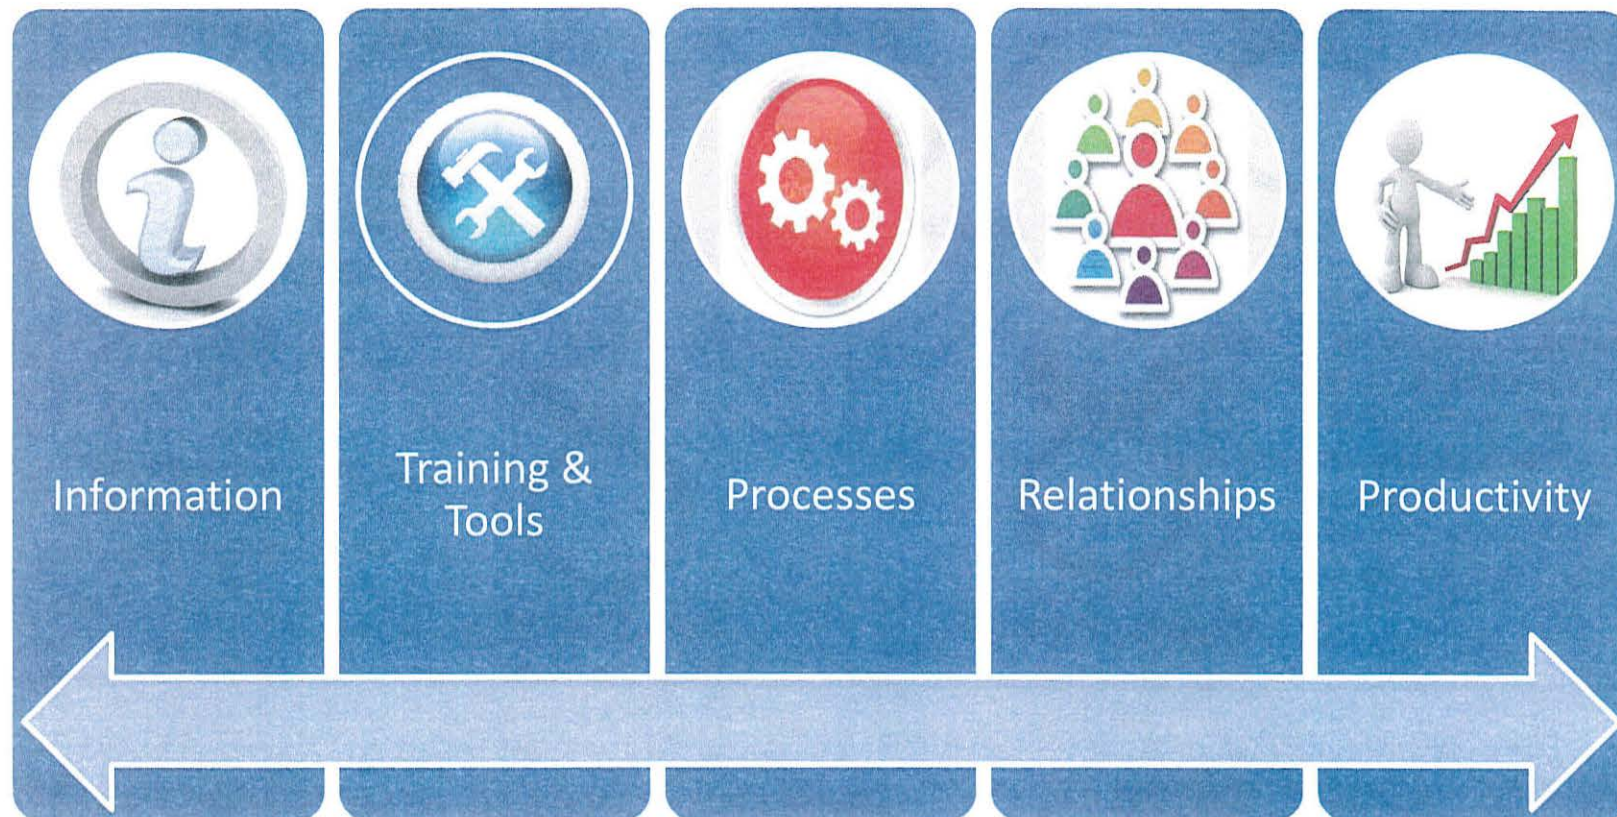 Information
Training &
Tools
Processes
Relationships
Productivity